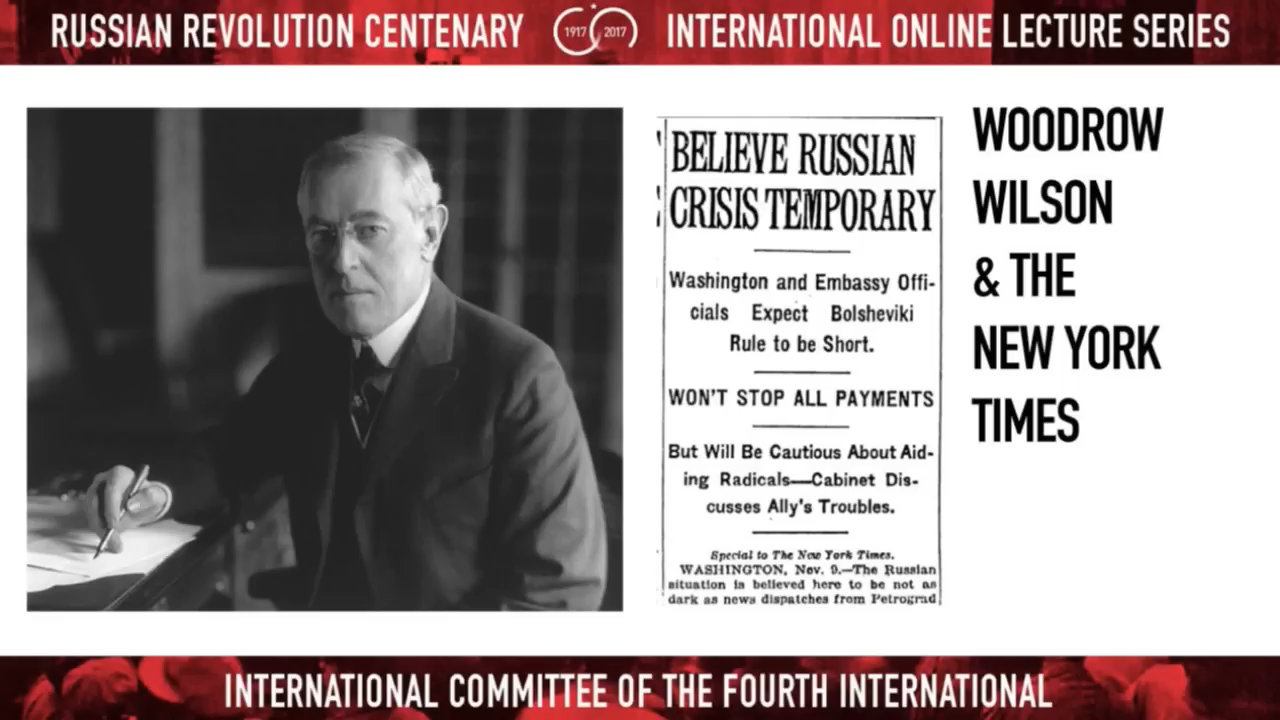 RUSSIAN REVOLUTION CENTENARY 1917 2017 INTERNATIONAL ONLINE LECTURE SERIES
BELIEVE RUSSIAN
CRISIS TEMPORARY
Washington and Embassy Offi-
cials Expect Bolsheviki
Rule to be Short.
WON'T STOP ALL PAYMENTS
But Will Be Cautious About Aid-
ing Radicals—Cabinet Dis-
cusses Ally's Troubles.
Special to The New York Times.
WASHINGTON, Nov. 9.—The Russian
situation is believed here to be not as
dark as news dispatches from Petrograd
WOODROW
WILSON
& THE
NEW YORK
TIMES
INTERNATIONAL COMMITTEE OF THE FOURTH INTERNATIONAL